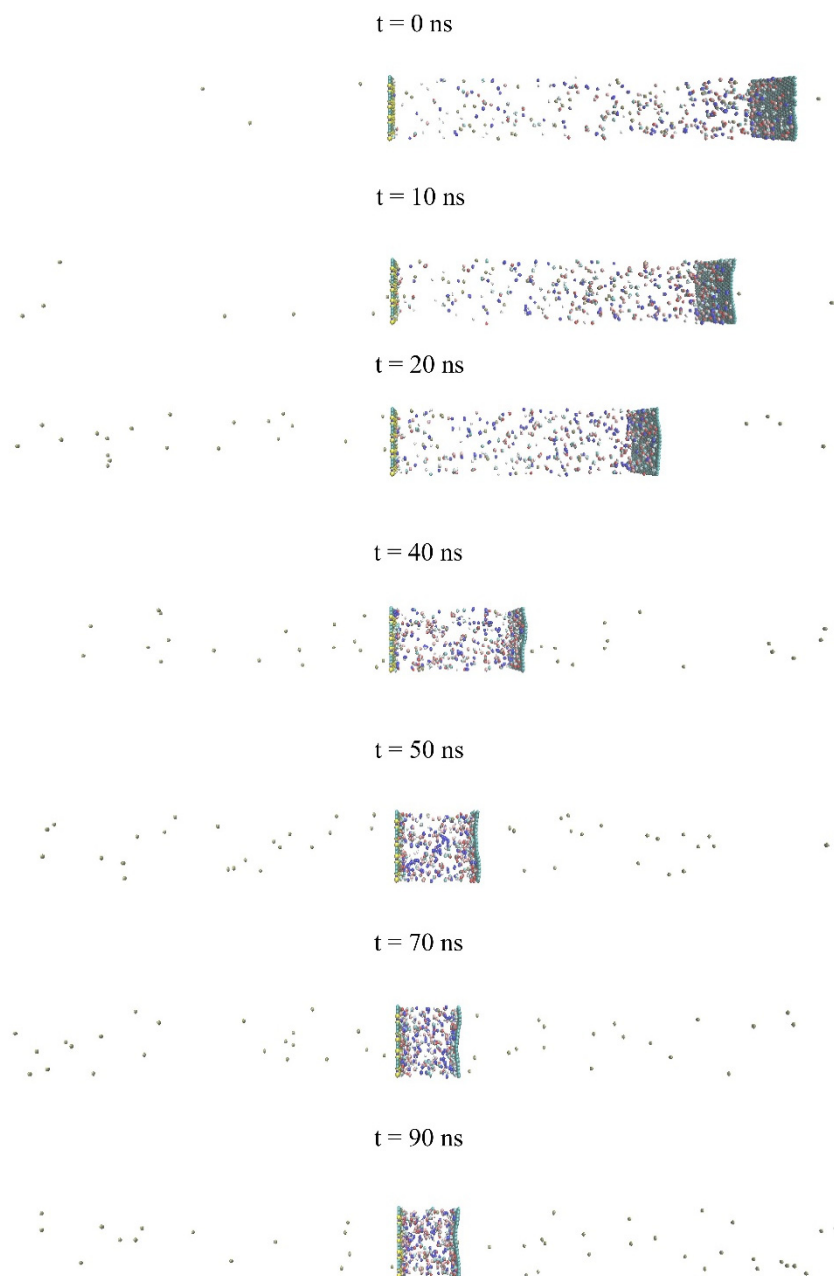 t = 0 ns
t = 10 ns
t = 20 ns
t = 40 ns
t = 50 ns
t = 70 ns
t = 90 ns